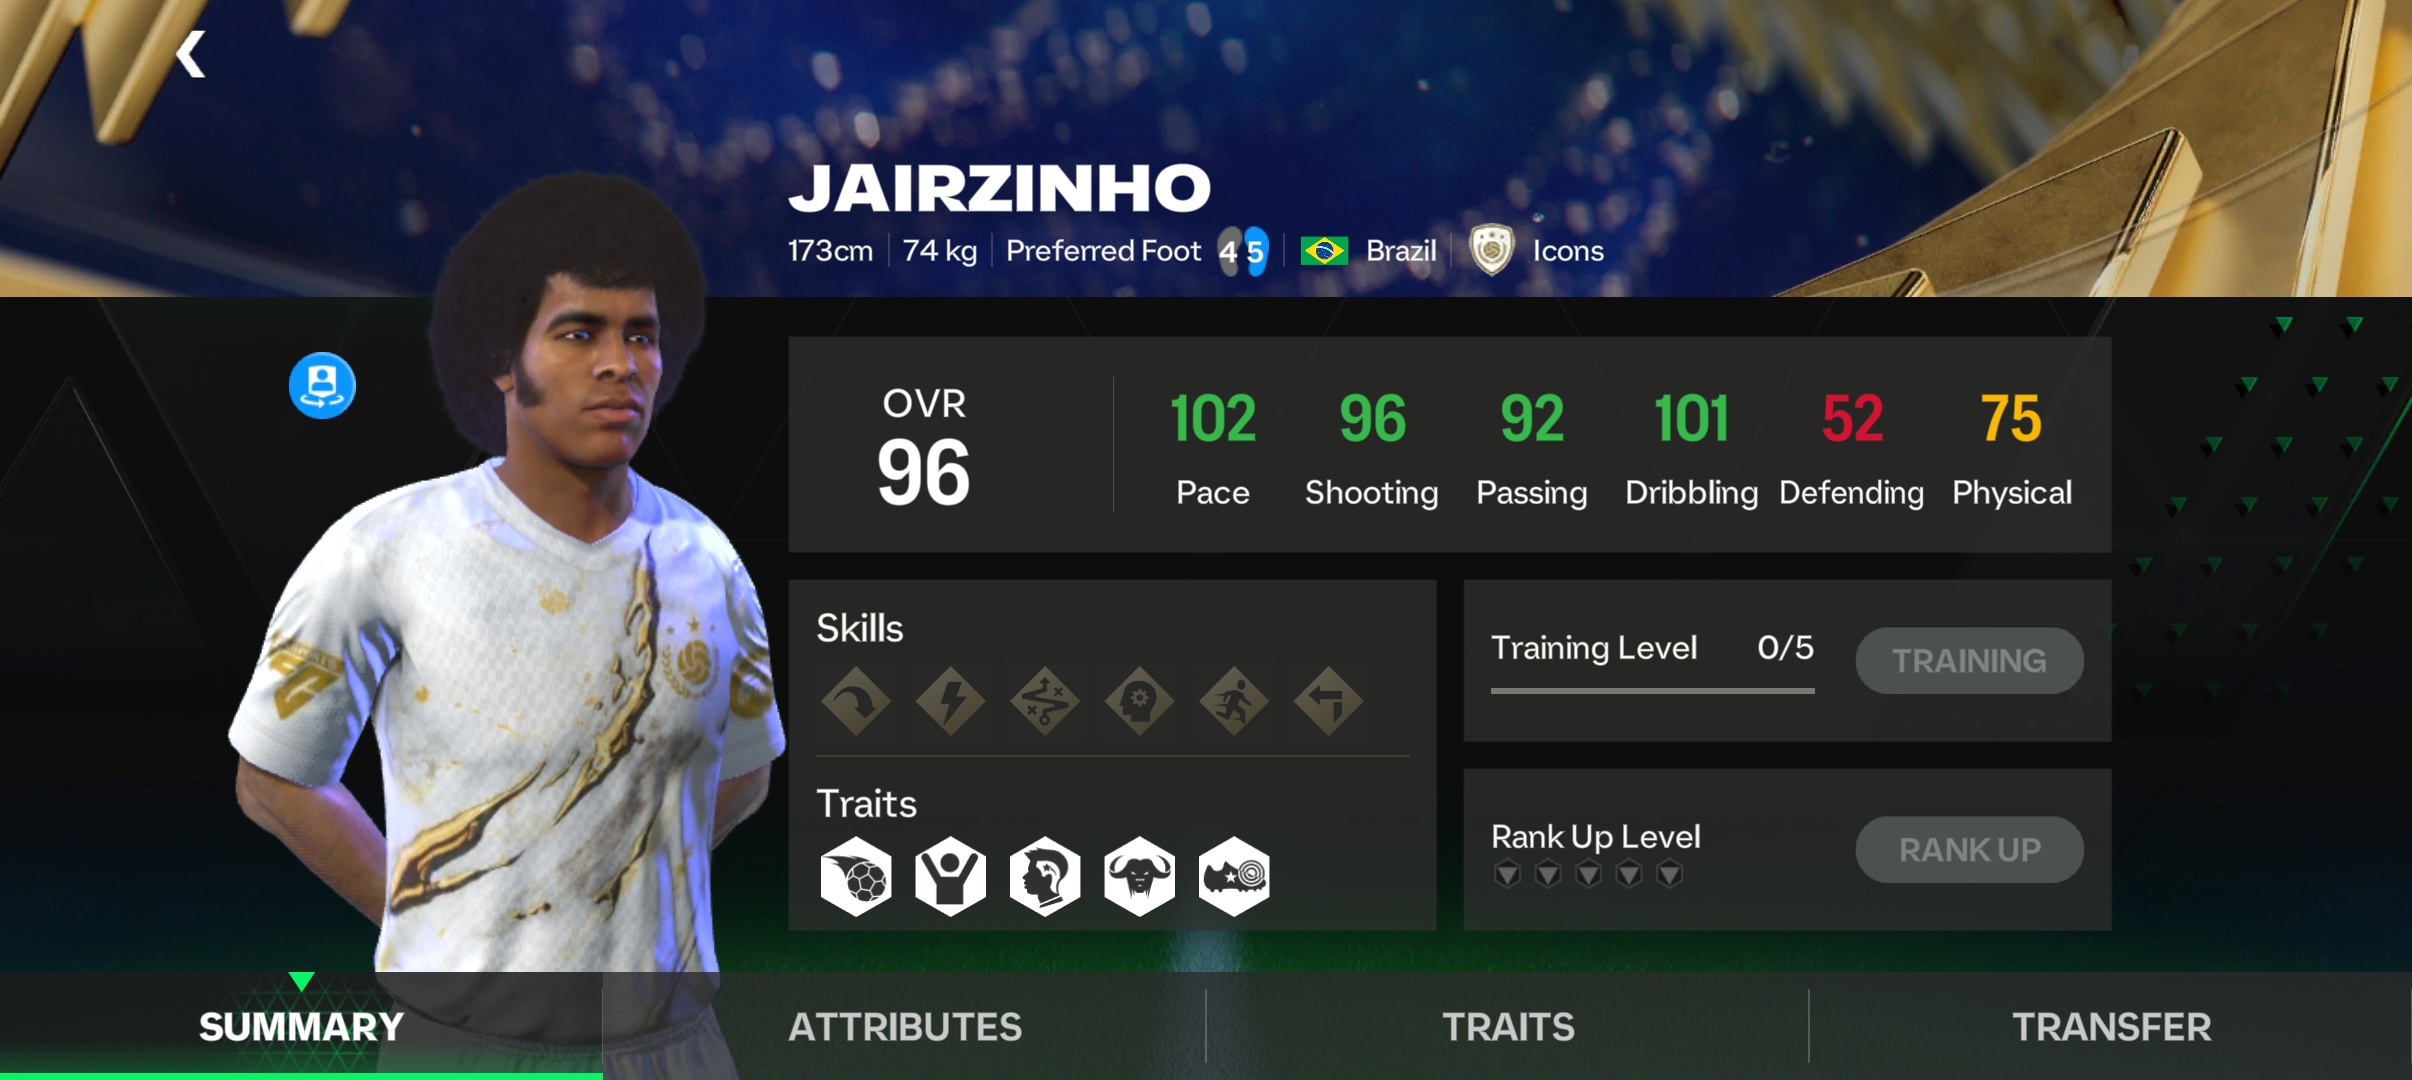 JAIRZINHO
173cm 74 kg Preferred Foot 4 5 Brazil Icons
OVR
96
102 96 92 101 52 75
Pace Shooting Passing Dribbling Defending Physical
Skills
Training Level 0/5 TRAINING
Traits
Rank Up Level RANK UP
SUMMARY ATTRIBUTES TRAITS TRANSFER